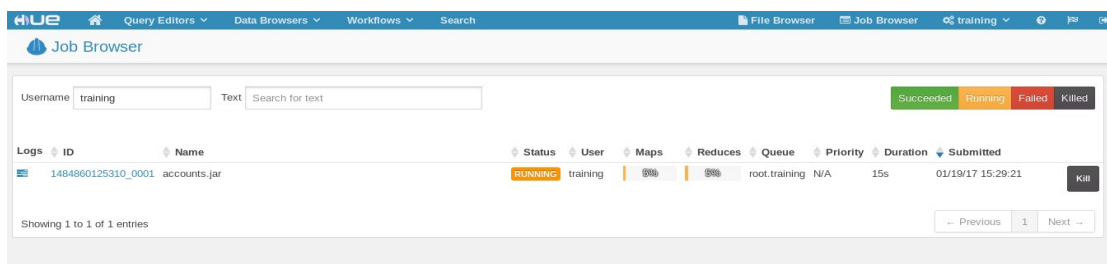 HUE Query Editors Data Browsers Workflows Search File Browser Job Browser training
Job Browser
Username training Text Search for text Succeeded Running Failed Killed
Logs ID Name Status User Maps Reduces Queue Priority Duration Submitted
1484860125310_0001 accounts.jar RUNNING training 5% 5% root.training N/A 15s 01/19/17 15:29:21 Kill
Showing 1 to 1 of 1 entries ← Previous 1 Next →